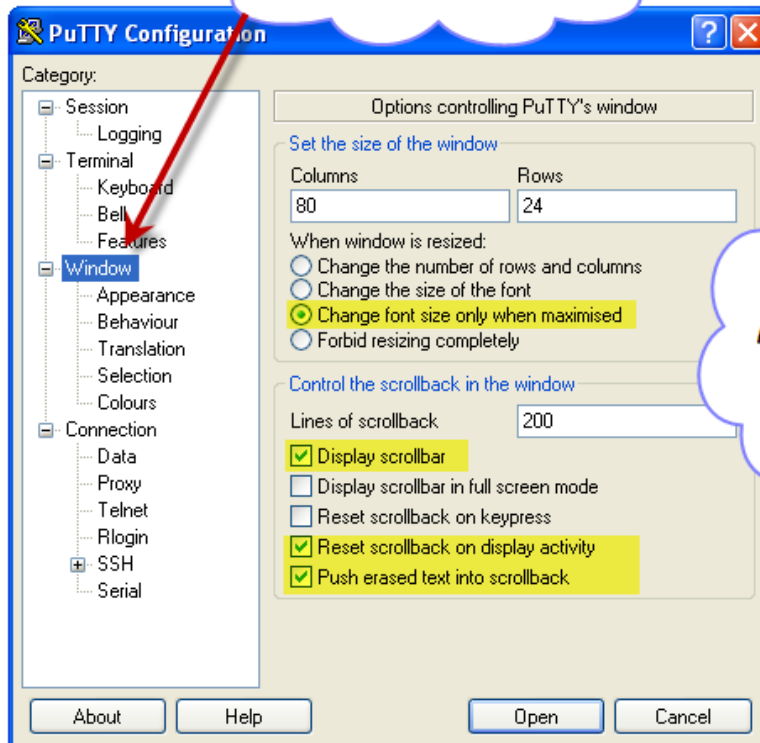 PuTTY Configuration
Category:
Session
Logging
Terminal
Keyboard
Bell
Features
Window
Appearance
Behaviour
Translation
Selection
Colours
Connection
Data
Proxy
Telnet
Rlogin
SSH
Serial
Options controlling PuTTY's window
Set the size of the window
Columns Rows
80 24
When window is resized:
Change the number of rows and columns
Change the size of the font
Change font size only when maximised
Forbid resizing completely
Control the scrollback in the window
Lines of scrollback 200
Display scrollbar
Display scrollbar in full screen mode
Reset scrollback on keypress
Reset scrollback on display activity
Push erased text into scrollback
About Help Open Cancel